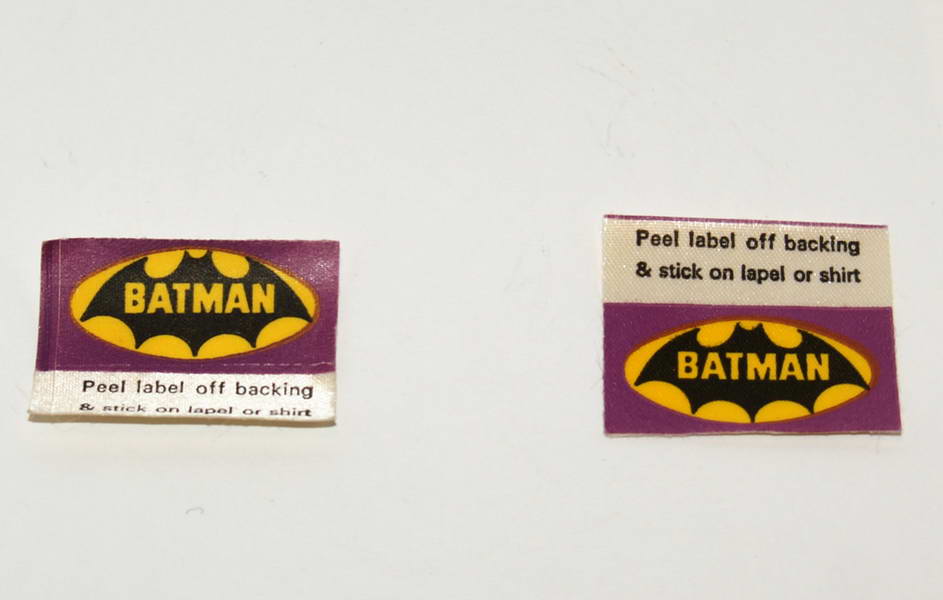 BATMAN
Peel label off backing
& stick on lapel or shirt
Peel label off backing
& stick on lapel or shirt
BATMAN